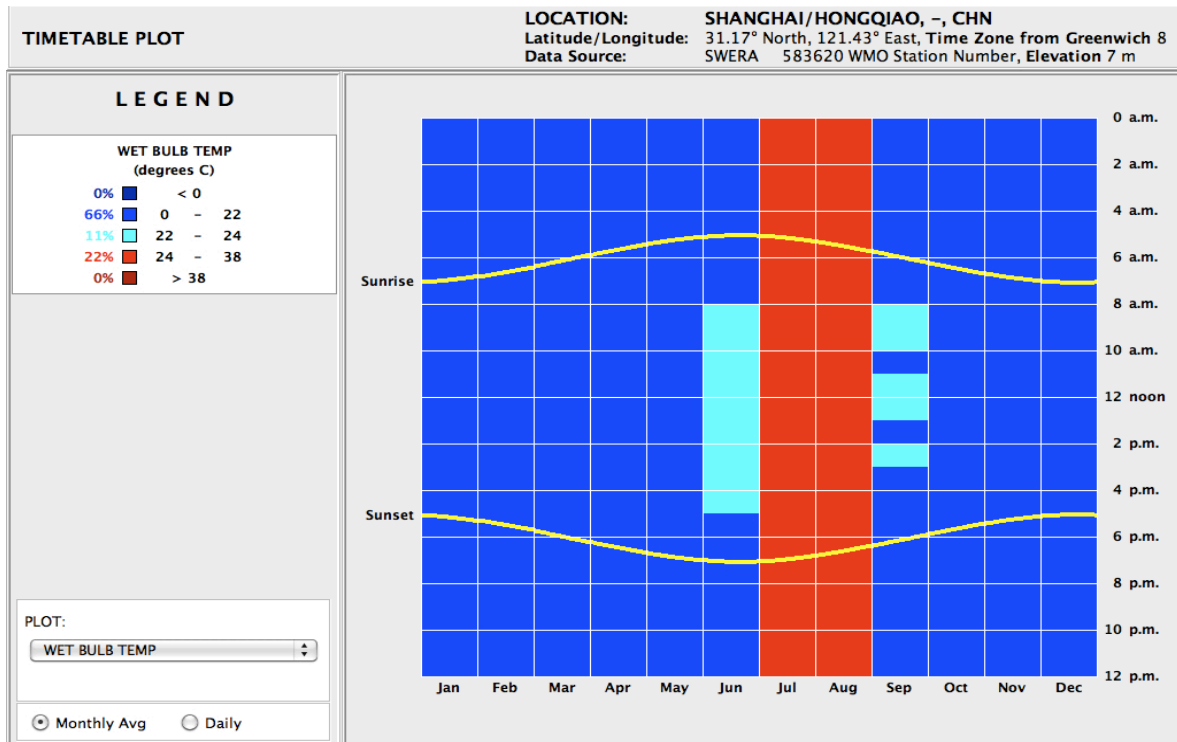 TIMETABLE PLOT
LOCATION: SHANGHAI/HONGQIAO, –, CHN
Latitude/Longitude: 31.17° North, 121.43° East, Time Zone from Greenwich 8
Data Source: SWERA 583620 WMO Station Number, Elevation 7 m
LEGEND
WET BULB TEMP
(degrees C)
0% < 0
66% 0 – 22
11% 22 – 24
22% 24 – 38
0% > 38
PLOT:
WET BULB TEMP
Monthly Avg Daily
Sunrise
Sunset
0 a.m.
2 a.m.
4 a.m.
6 a.m.
8 a.m.
10 a.m.
12 noon
2 p.m.
4 p.m.
6 p.m.
8 p.m.
10 p.m.
12 p.m.
Jan Feb Mar Apr May Jun Jul Aug Sep Oct Nov Dec